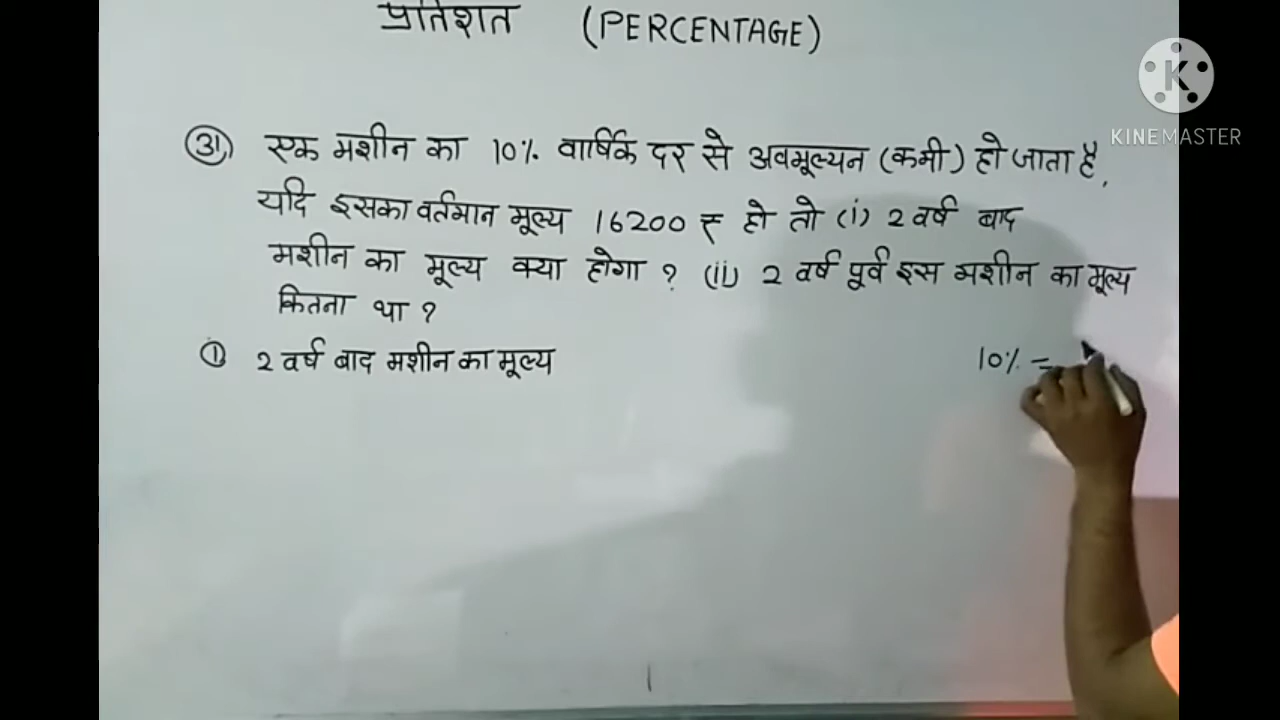 प्रतिशत (PERCENTAGE)
31) एक मशीन का 10% वार्षिक दर से अवमूल्यन (कमी) हो जाता है,
यदि इसका वर्तमान मूल्य 16200 ₹ हो तो (i) 2 वर्ष बाद
मशीन का मूल्य क्या होगा ? (ii) 2 वर्ष पूर्व इस मशीन का मूल्य
कितना था ?
① 2 वर्ष बाद मशीन का मूल्य 10% =
K
KINEMASTER